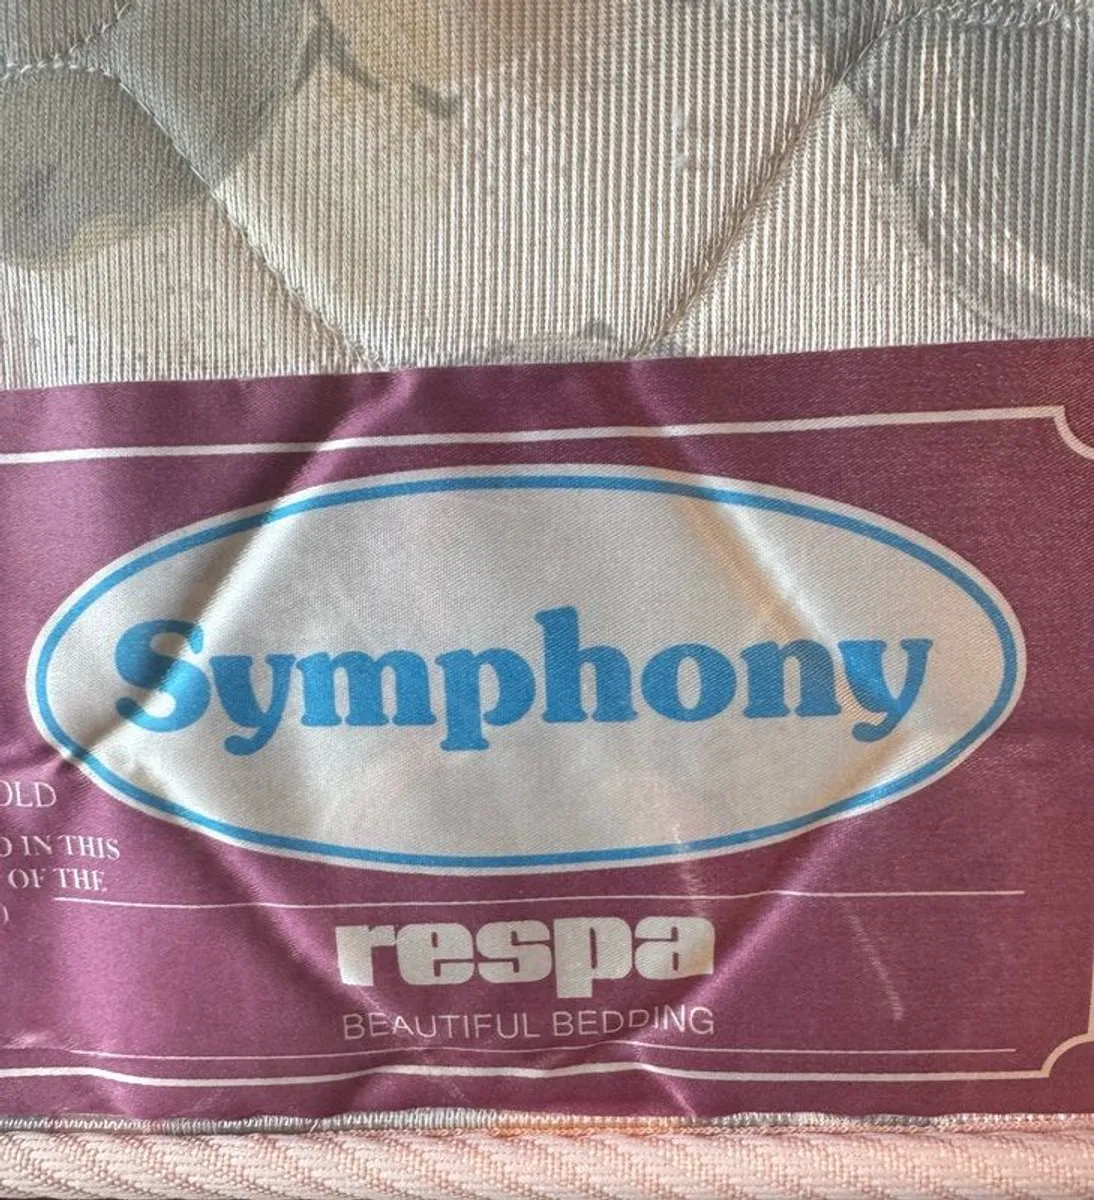 Symphony
OLD
IN THIS
OF THE
respa
BEAUTIFUL BEDDING